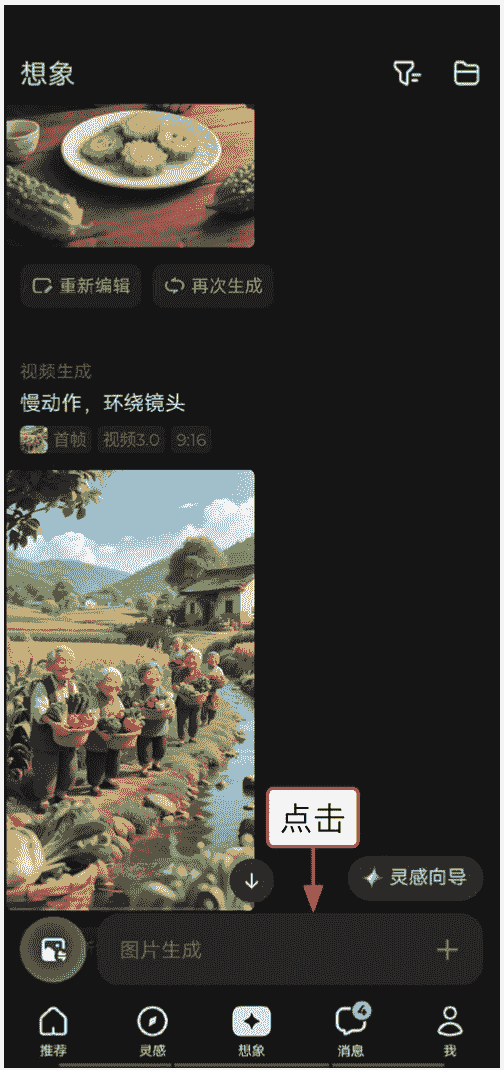 想象
重新编辑
再次生成
视频生成
慢动作，环绕镜头
首帧 视频3.0 9:16
点击
灵感向导
图片生成
4
推荐 灵感 想象 消息 我